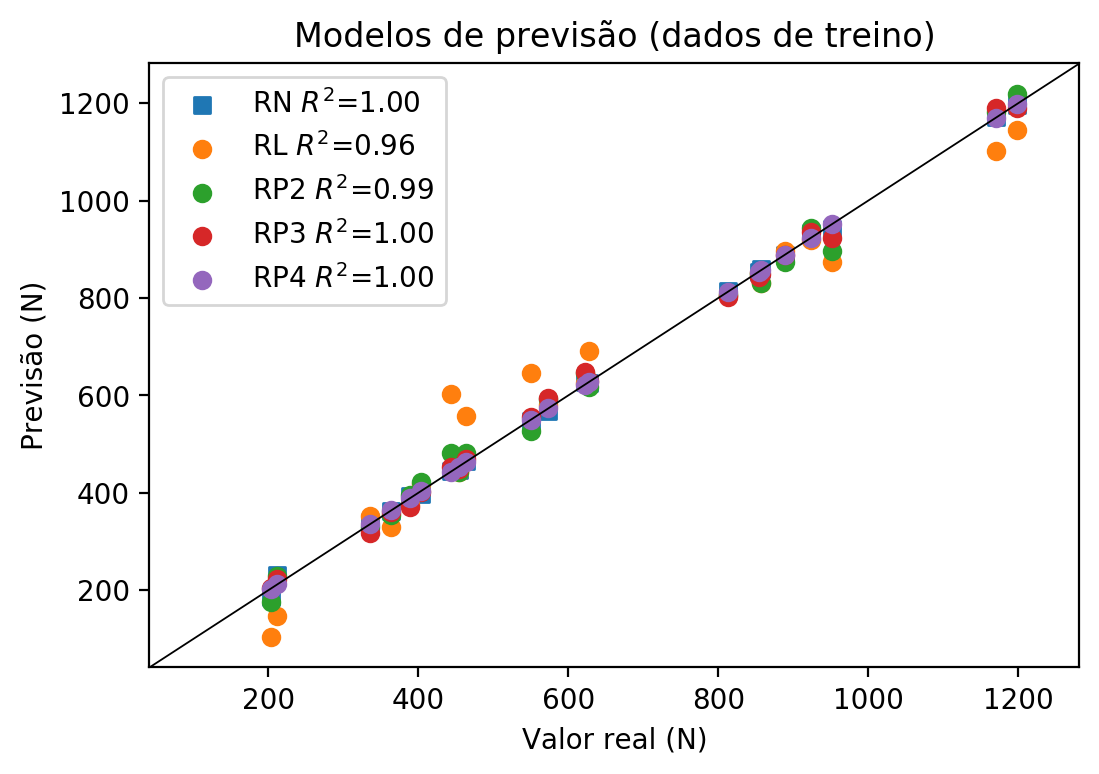 Modelos de previsão (dados de treino)
RN R²=1.00
RL R²=0.96
RP2 R²=0.99
RP3 R²=1.00
RP4 R²=1.00
1200
1000
800
600
400
200
Previsão (N)
200 400 600 800 1000 1200
Valor real (N)